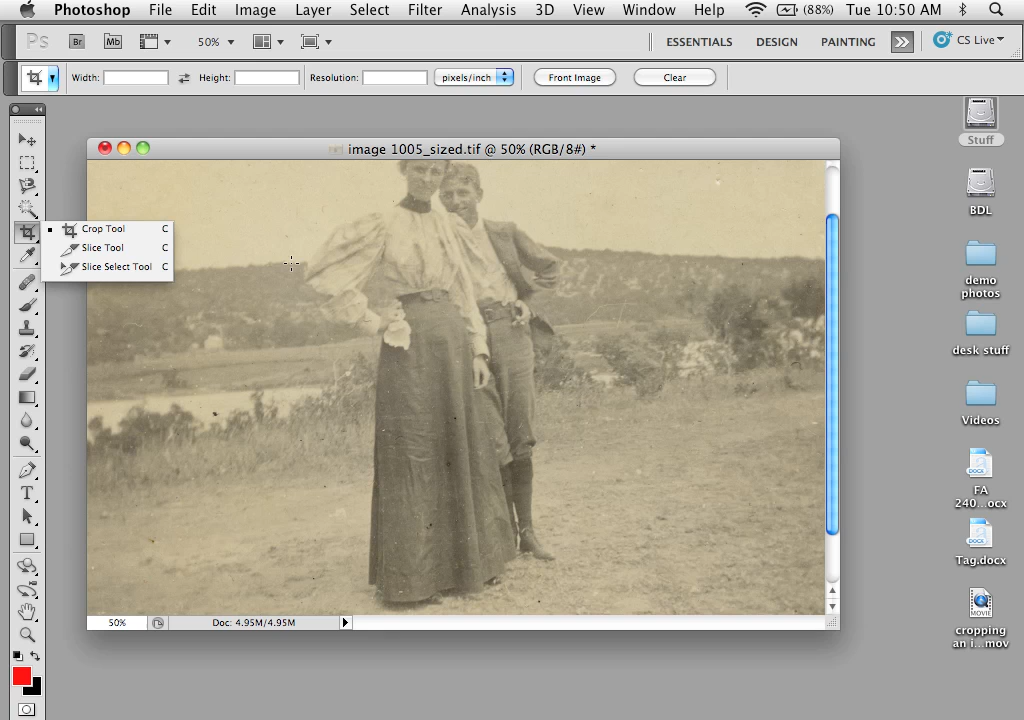 Photoshop File Edit Image Layer Select Filter Analysis 3D View Window Help (88%) Tue 10:50 AM
Ps Br Mb 50% ESSENTIALS DESIGN PAINTING CS Live
Width: Height: Resolution: pixels/inch Front Image Clear
image 1005_sized.tif @ 50% (RGB/8#) *
Crop Tool C
Slice Tool C
Slice Select Tool C
T
50% Doc: 4.95M/4.95M
Stuff
BDL
demo
photos
desk stuff
Videos
DOCX
FA
240...ocx
DOCX
Tag.docx
MOVIE
cropping
an i...mov